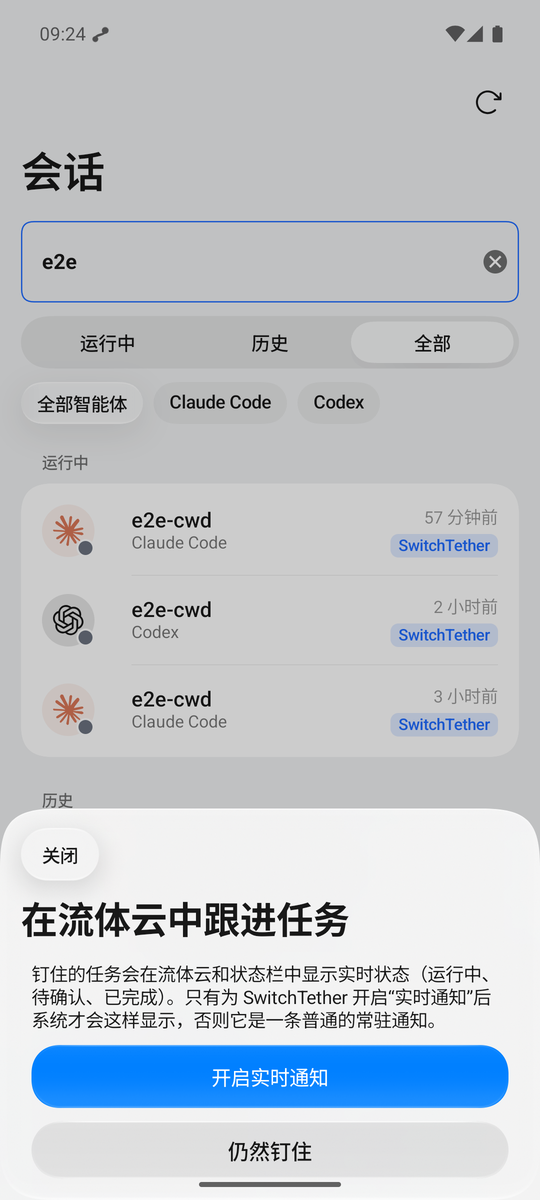 09:24
会话
e2e
运行中
历史
全部
全部智能体
Claude Code
Codex
运行中
e2e-cwd
57 分钟前
Claude Code
SwitchTether
e2e-cwd
2 小时前
Codex
SwitchTether
e2e-cwd
3 小时前
Claude Code
SwitchTether
历史
关闭
在流体云中跟进任务
钉住的任务会在流体云和状态栏中显示实时状态（运行中、
待确认、已完成）。只有为 SwitchTether 开启“实时通知”后
系统才会这样显示，否则它是一条普通的常驻通知。
开启实时通知
仍然钉住